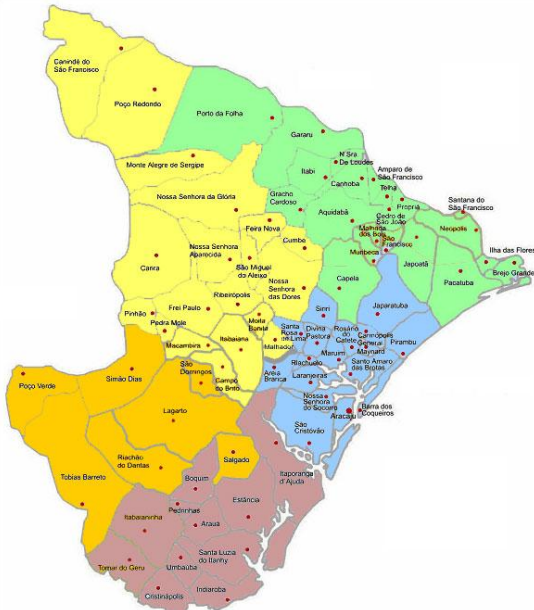 Canindé do
São Francisco
Poço Redondo
Porto da Folha
Gararu
Monte Alegre de Sergipe
N'Sra
De Loudes
Itabi
Canhoba
Amparo de
São Francisco
Telha
Nossa Senhora da Glória
Gracho
Cardoso
Propriá
Santana do
São Francisco
Aquidabã
Cedro de
São João
Malhada
dos Bois
São
Francisco
Neópolis
Feira Nova
Nossa Senhora
Aparecida
Cumbe
Muribeca
Japoatã
Ilha das Flores
Carira
São Miguel
do Aleixo
Brejo Grande
Pacatuba
Nossa
Senhora
das Dores
Capela
Ribeirópolis
Frei Paulo
Siriri
Japaratuba
Pinhão
Pedra Mole
Moita
Bonita
Santa
Rosa de
Lima
Divina
Pastora
Rosário
do
Catete
Carmópolis
General
Maynard
Pirambu
Macambira
Itabaiana
Malhador
Riachuelo
Maruim
Santo Amaro
das Brotas
Poço Verde
Simão Dias
São
Domingos
Campo
do Brito
Areia
Branca
Laranjeiras
Lagarto
Nossa
Senhora
do Socorro
Aracaju
Barra dos
Coqueiros
São
Cristóvão
Riachão
do Dantas
Salgado
Itaporanga
d'Ajuda
Tobias Barreto
Boquim
Estância
Pedrinhas
Itabaianinha
Arauá
Santa Luzia
do Itanhy
Tomar do Geru
Umbaúba
Cristinápolis
Indiaroba